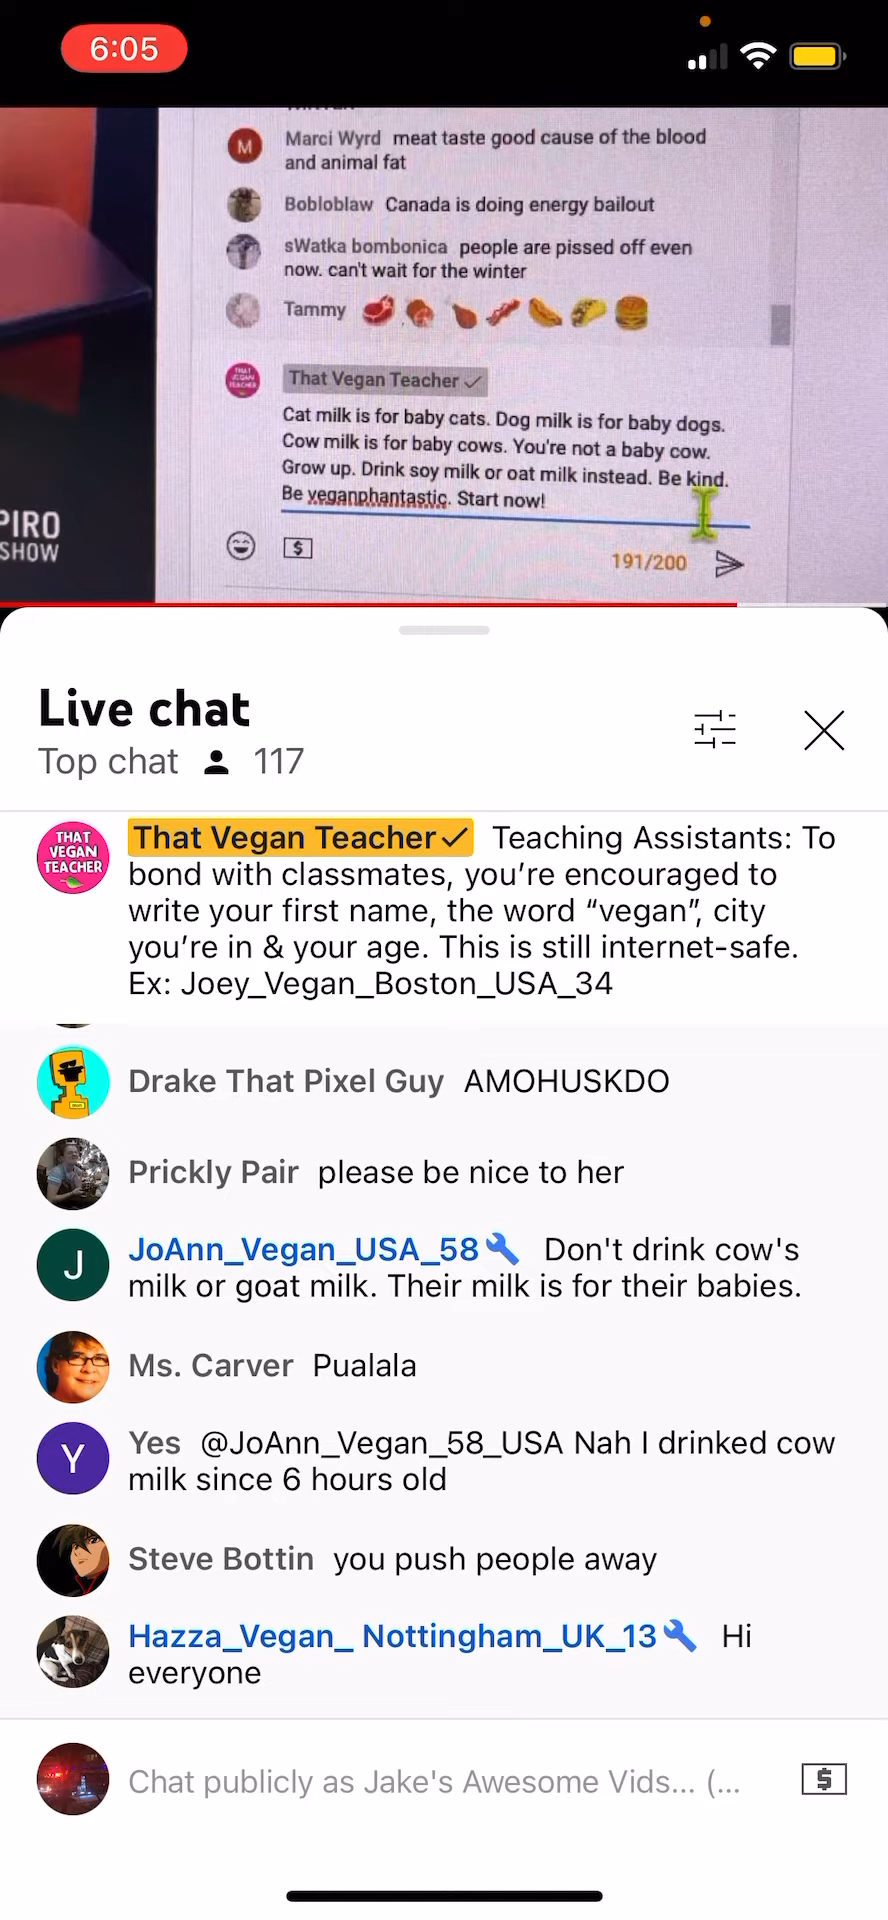 6:05
Marci Wyrd meat taste good cause of the blood
and animal fat
Bobloblaw Canada is doing energy bailout
sWatka bombonica people are pissed off even
now. can't wait for the winter
Tammy
THAT
VEGAN
TEACHER
That Vegan Teacher
Cat milk is for baby cats. Dog milk is for baby dogs.
Cow milk is for baby cows. You're not a baby cow.
Grow up. Drink soy milk or oat milk instead. Be kind.
Be veganphantastic. Start now!
PIRO
SHOW
$
191/200
M
Live chat
Top chat 117
THAT
VEGAN
TEACHER
That Vegan Teacher Teaching Assistants: To
bond with classmates, you’re encouraged to
write your first name, the word “vegan”, city
you’re in & your age. This is still internet-safe.
Ex: Joey_Vegan_Boston_USA_34
Drake That Pixel Guy AMOHUSKDO
Prickly Pair please be nice to her
J
JoAnn_Vegan_USA_58 Don't drink cow's
milk or goat milk. Their milk is for their babies.
Ms. Carver Pualala
Y
Yes @JoAnn_Vegan_58_USA Nah I drinked cow
milk since 6 hours old
Steve Bottin you push people away
Hazza_Vegan_ Nottingham_UK_13 Hi
everyone
Chat publicly as Jake's Awesome Vids... (...
$